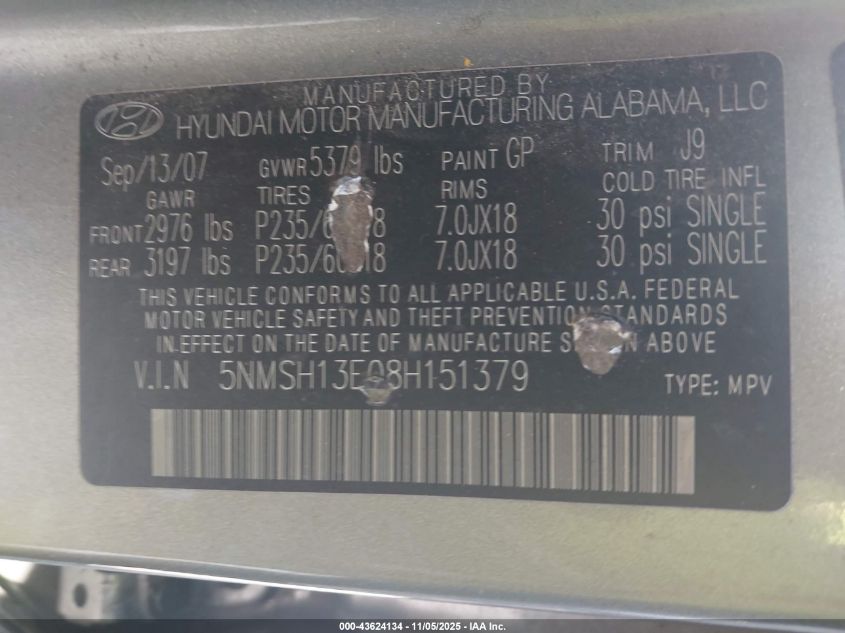 MANUFACTURED BY
HYUNDAI MOTOR MANUFACTURING ALABAMA, LLC
Sep/13/07 GVWR 5379 lbs PAINT GP TRIM J9
GAWR TIRES RIMS COLD TIRE INFL
FRONT 2976 lbs 7.0JX18 30 psi SINGLE
REAR 3197 lbs 7.0JX18 30 psi SINGLE
THIS VEHICLE CONFORMS TO ALL APPLICABLE U.S.A. FEDERAL
MOTOR VEHICLE SAFETY AND THEFT PREVENTION STANDARDS
IN EFFECT ON THE DATE OF MANUFACTURE ABOVE
V.I.N 5NMSH13E08H151379 TYPE: MPV
000-43624134 - 11/05/2025 - IAA Inc.